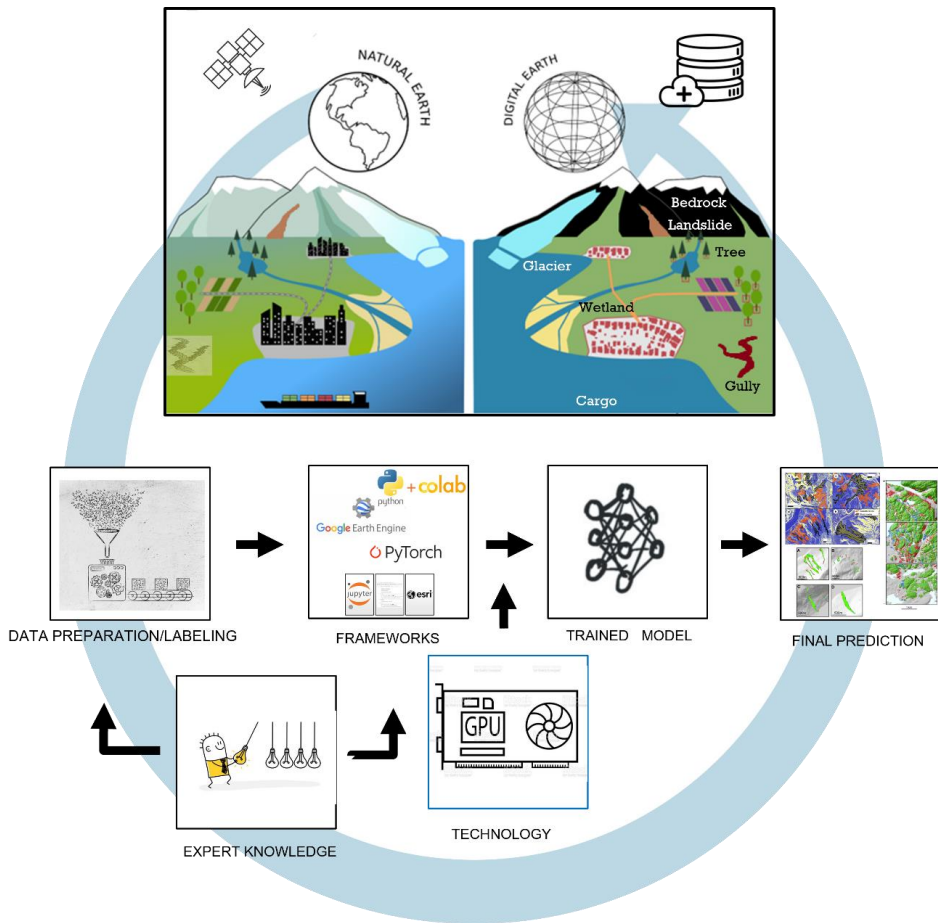 NATURAL EARTH
DIGITAL EARTH
Bedrock
Landslide
Tree
Glacier
Wetland
Gully
Cargo
python
+ colab
Google Earth Engine
PyTorch
jupyter
esri
DATA PREPARATION/LABELING
FRAMEWORKS
TRAINED MODEL
FINAL PREDICTION
GPU
EXPERT KNOWLEDGE
TECHNOLOGY